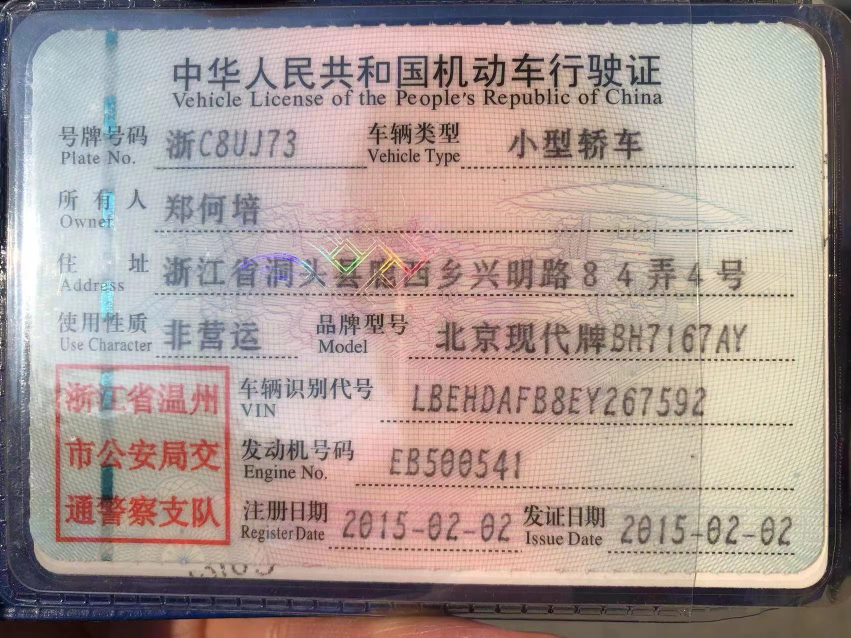 中华人民共和国机动车行驶证
Vehicle License of the People's Republic of China
号牌号码 浙C8UJ73 车辆类型 小型轿车
Plate No. Vehicle Type
所有人 郑何培
Owner
住址 浙江省洞头县鹿西乡兴明路84弄4号
Address
使用性质 非营运 品牌型号 北京现代牌BH7167AY
Use Character Model
浙江省温州 车辆识别代号 LBEHDAFB8EY267592
VIN
市公安局交 发动机号码 EB500541
Engine No.
通警察支队 注册日期 2015-02-02 发证日期 2015-02-02
Register Date Issue Date